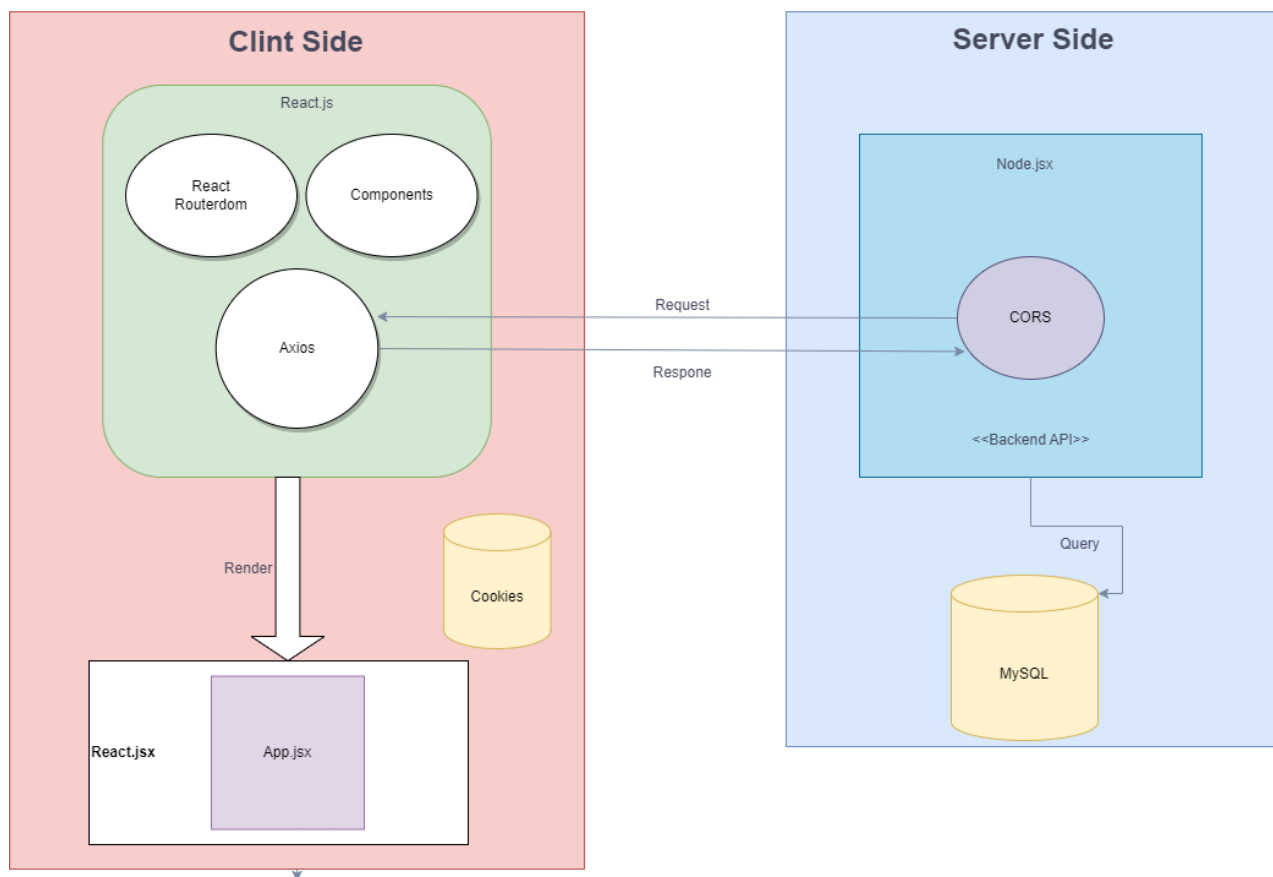 Clint Side
Server Side
React.js
React
Routerdom
Components
Node.jsx
Request
CORS
Axios
Respone
<<Backend API>>
Query
Render
Cookies
MySQL
React.jsx
App.jsx